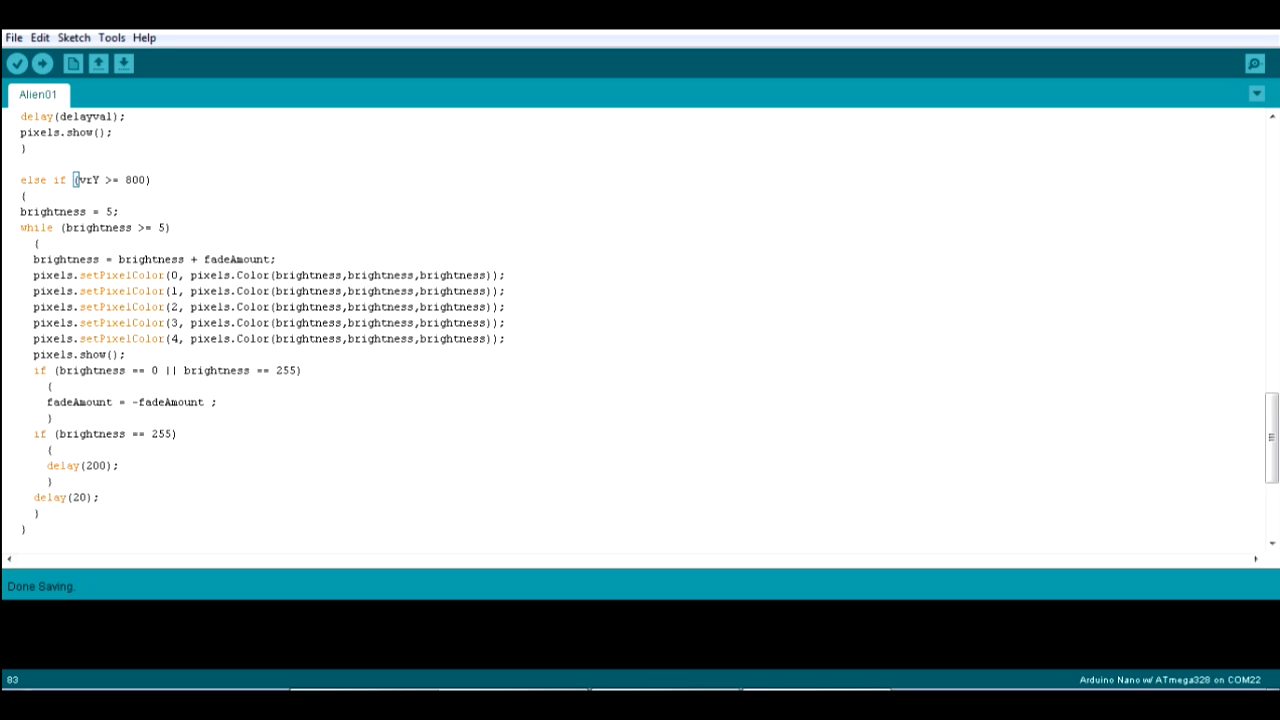 File Edit Sketch Tools Help
Alien01
delay(delayval);
pixels.show();
}
else if (vrY >= 800)
{
brightness = 5;
while (brightness >= 5)
{
brightness = brightness + fadeAmount;
pixels.setPixelColor(0, pixels.Color(brightness,brightness,brightness));
pixels.setPixelColor(1, pixels.Color(brightness,brightness,brightness));
pixels.setPixelColor(2, pixels.Color(brightness,brightness,brightness));
pixels.setPixelColor(3, pixels.Color(brightness,brightness,brightness));
pixels.setPixelColor(4, pixels.Color(brightness,brightness,brightness));
pixels.show();
if (brightness == 0 || brightness == 255)
{
fadeAmount = -fadeAmount ;
}
if (brightness == 255)
{
delay(200);
}
delay(20);
}
}
Done Saving.
83
Arduino Nano w/ ATmega328 on COM22